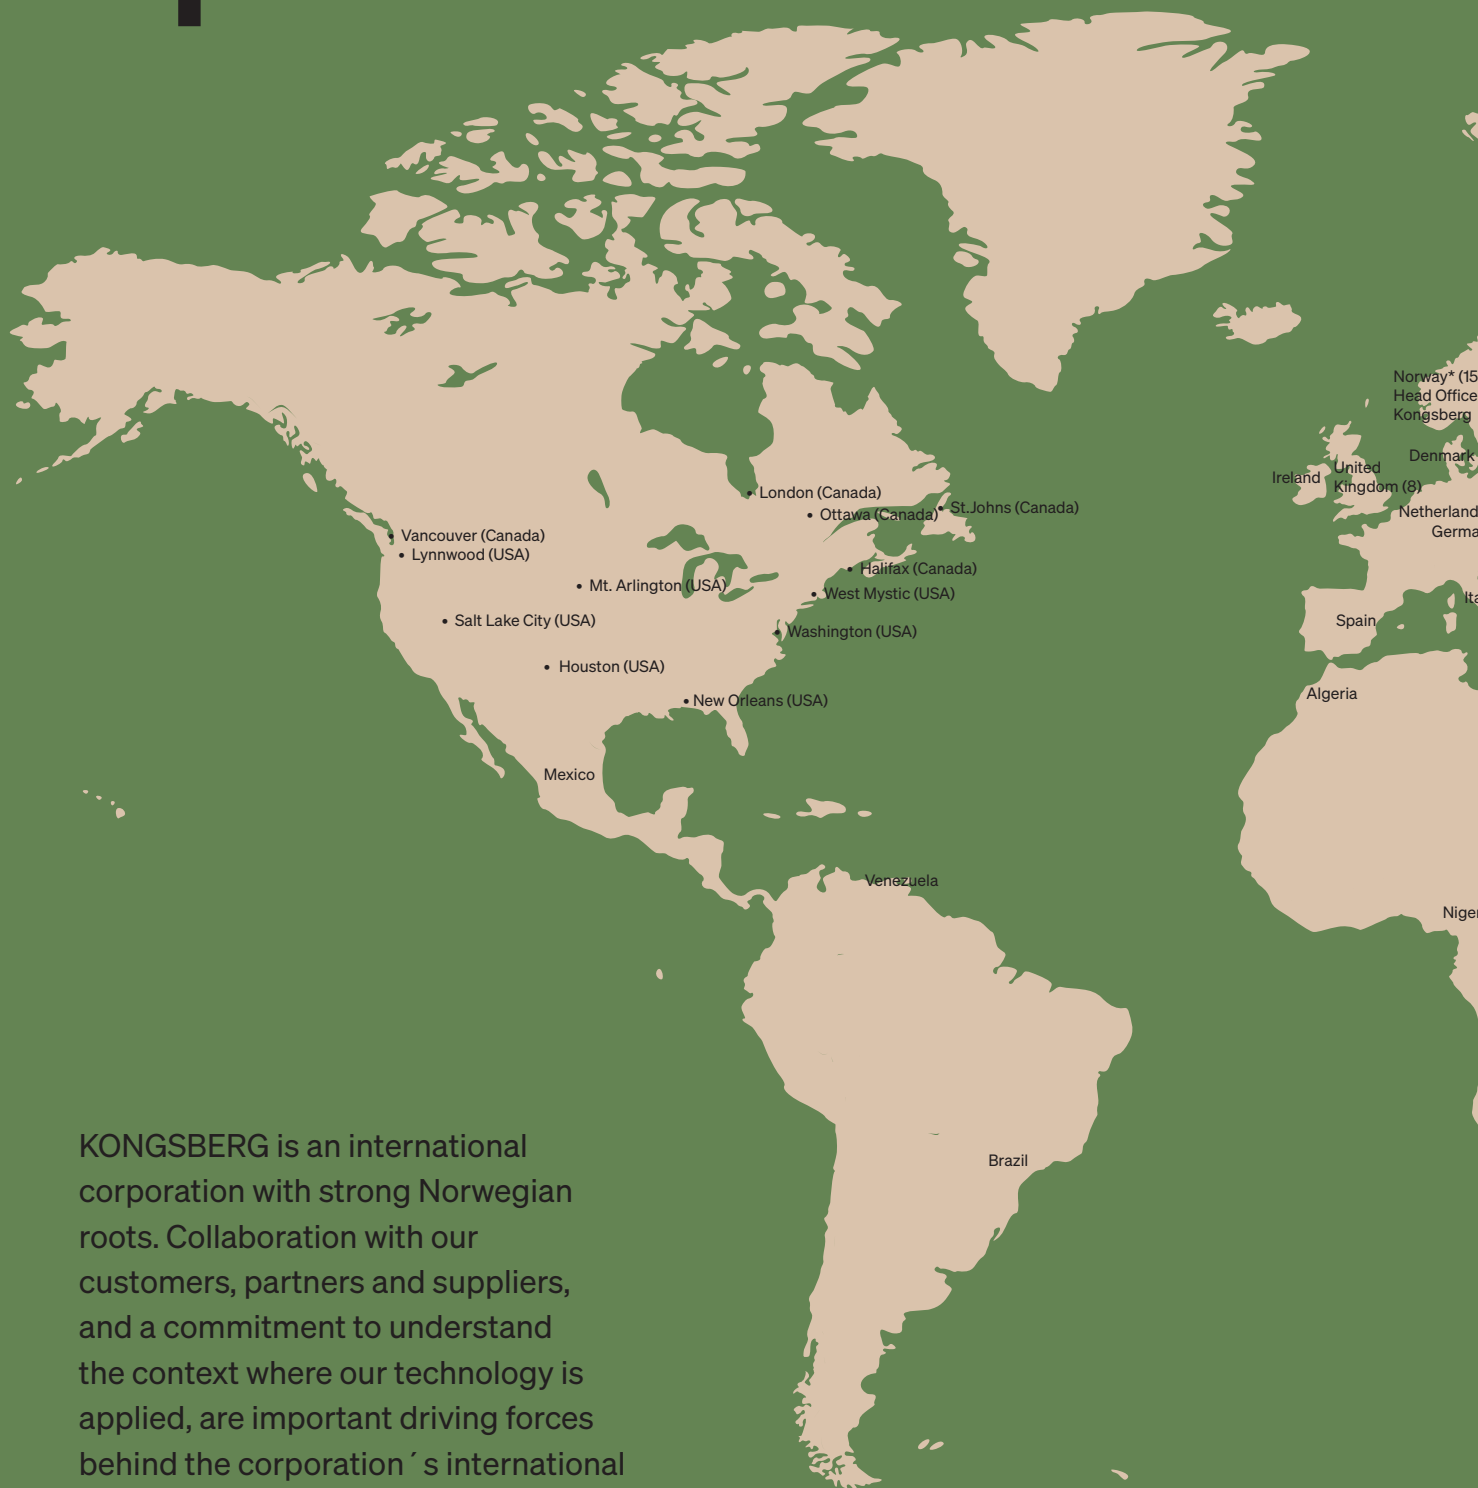 Norway* (15
Head Office
Kongsberg
Denmark
United
Kingdom (8)
Ireland
London (Canada)
St.Johns (Canada)
Ottawa (Canada)
Netherland
Germa
Vancouver (Canada)
Lynnwood (USA)
Halifax (Canada)
Mt. Arlington (USA)
West Mystic (USA)
Ita
Salt Lake City (USA)
Spain
Washington (USA)
Houston (USA)
Algeria
New Orleans (USA)
Mexico
Venezuela
Niger
Brazil
KONGSBERG is an international
corporation with strong Norwegian
roots. Collaboration with our
customers, partners and suppliers,
and a commitment to understand
the context where our technology is
applied, are important driving forces
behind the corporation´s international